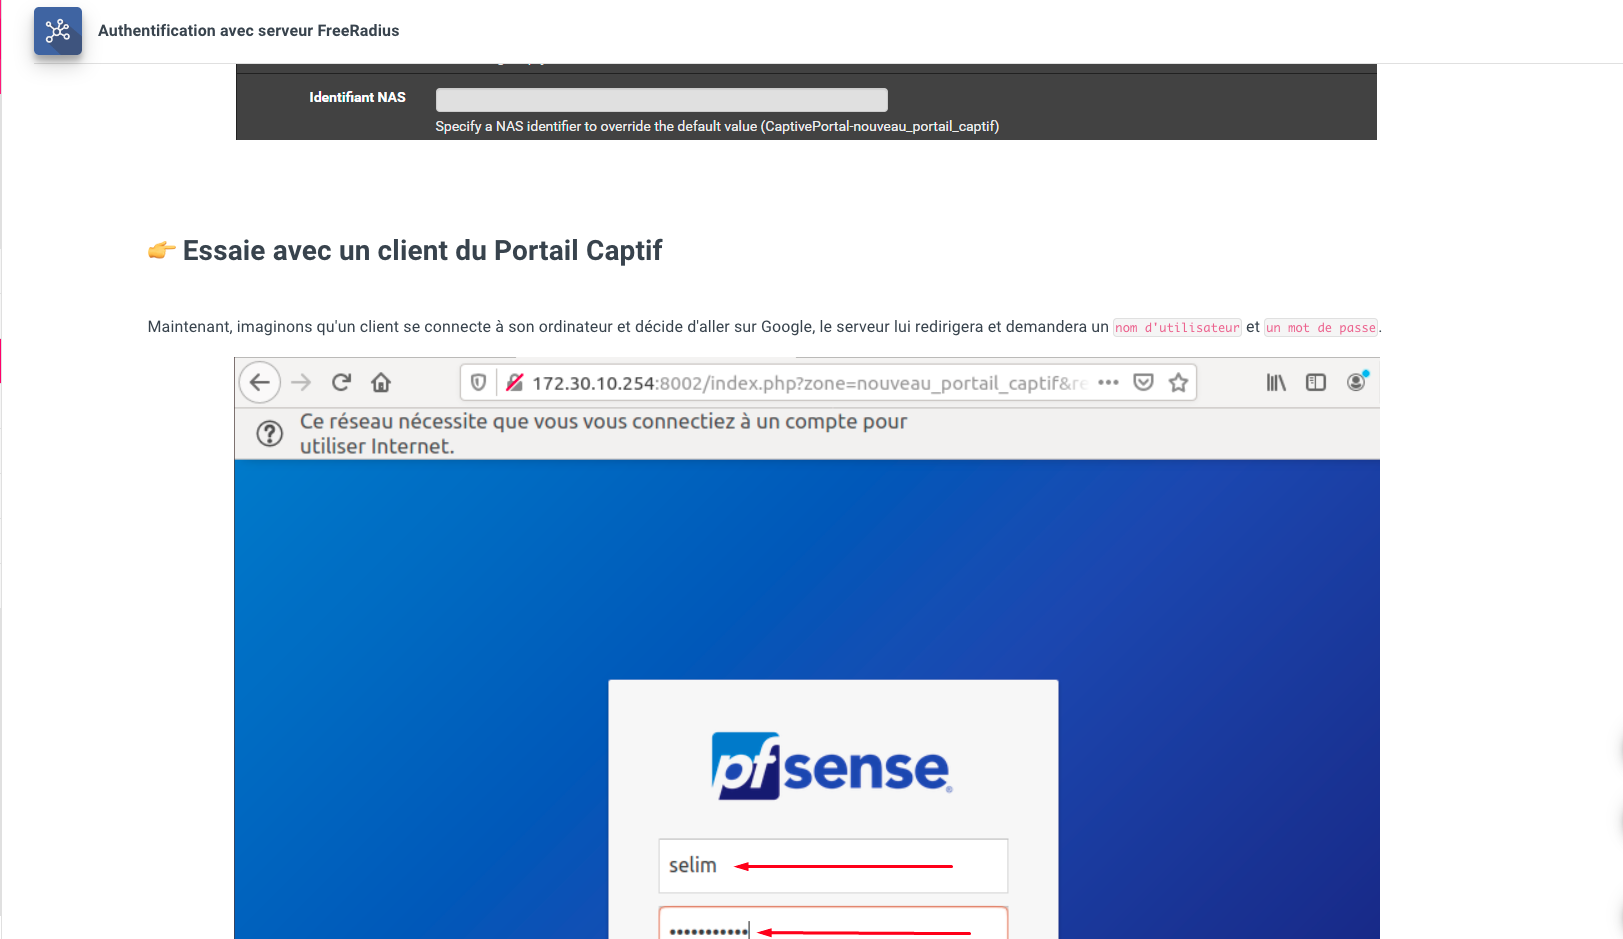 Authentification avec serveur FreeRadius
Identifiant NAS
Specify a NAS identifier to override the default value (CaptivePortal-nouveau_portail_captif)
👉 Essaie avec un client du Portail Captif
Maintenant, imaginons qu'un client se connecte à son ordinateur et décide d'aller sur Google, le serveur lui redirigera et demandera un nom d'utilisateur et un mot de passe.
172.30.10.254:8002/index.php?zone=nouveau_portail_captif&re
Ce réseau nécessite que vous vous connectiez à un compte pour
utiliser Internet.
pfsense
selim
•••••••••••